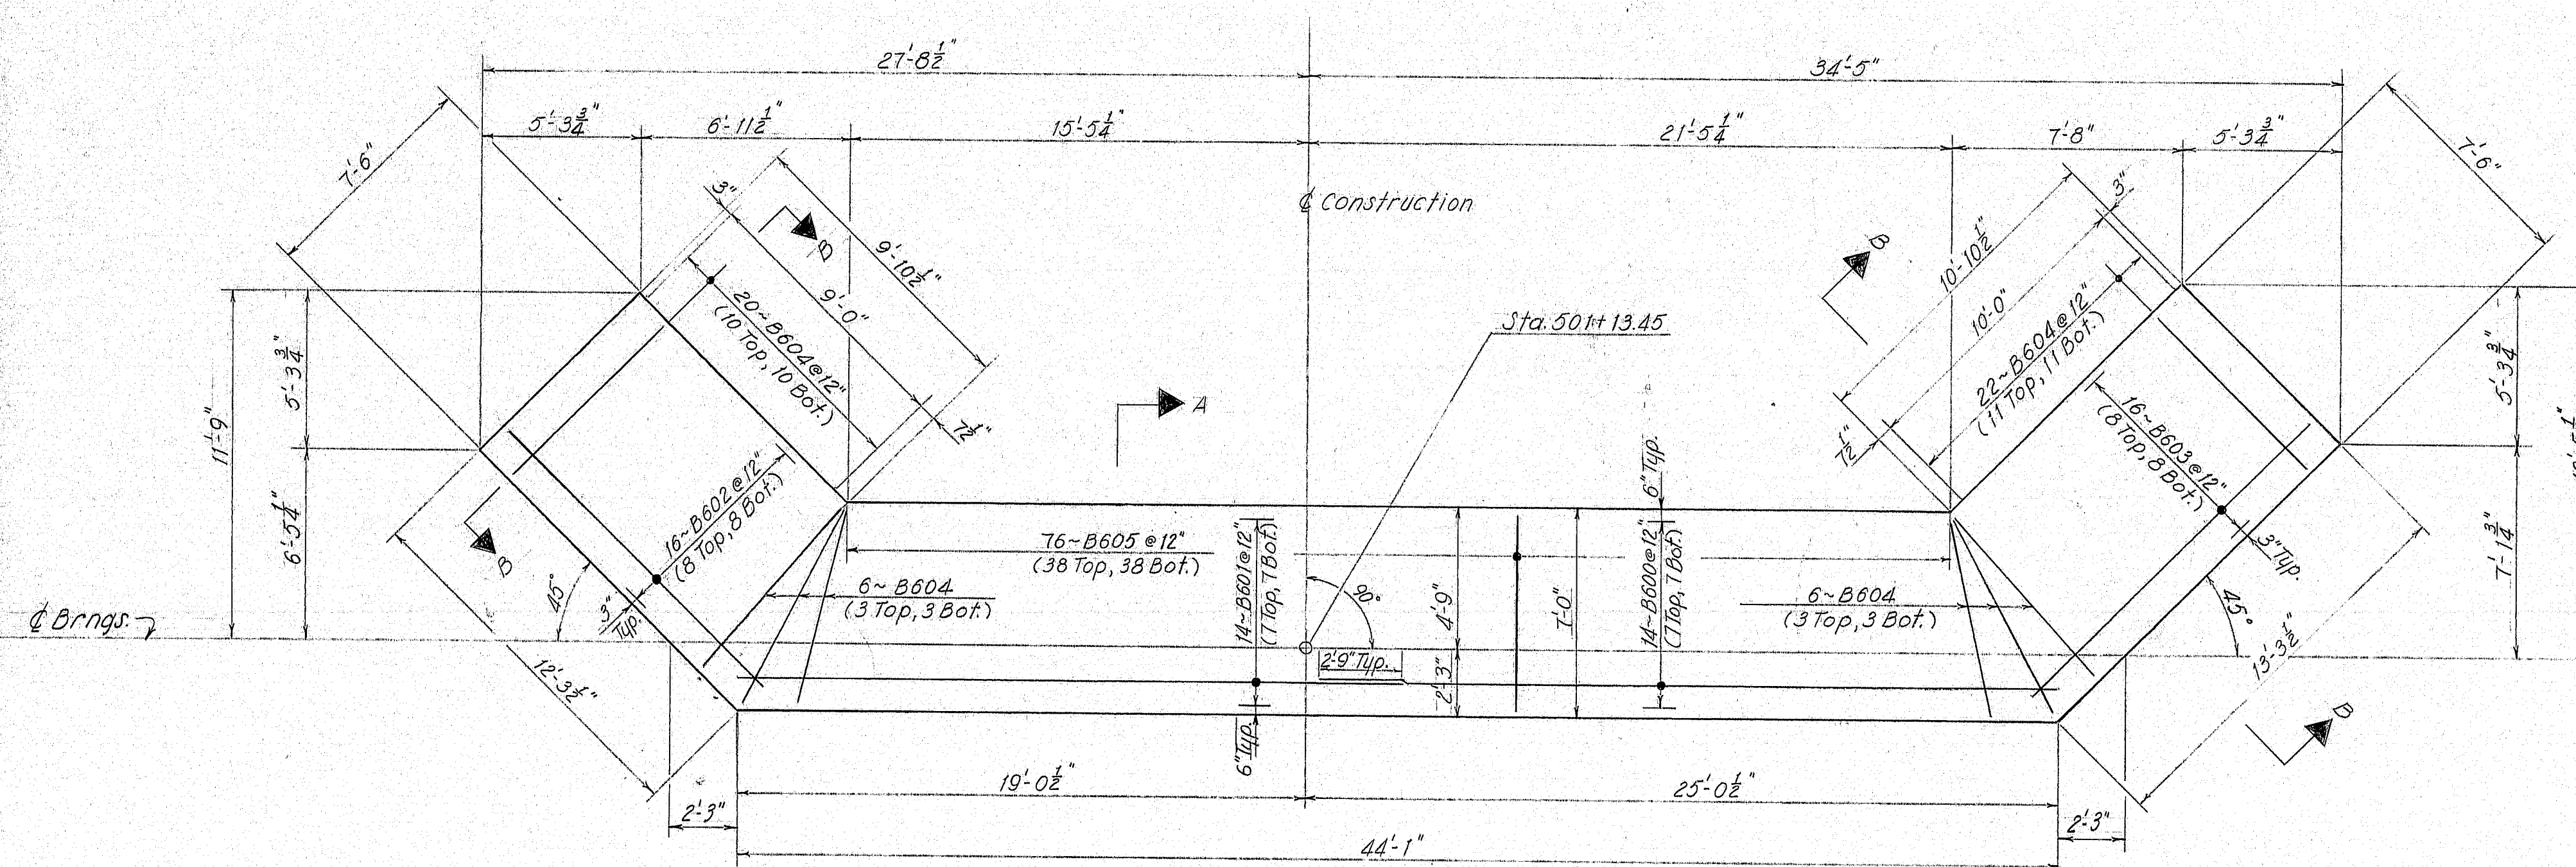 27'-8 1/2"
34'-5"
5'-3 3/4"
6'-11 1/2"
15'-5 1/4"
21'-5 1/4"
7'-8"
5'-3 3/4"
7'-6"
7'-6"
3"
3"
℄ Construction
B
B
9'-10 1/2"
9'-0"
10'-10 1/2"
10'-0"
20~B604@12"
(10 Top, 10 Bot.)
22~B604@12"
(11 Top, 11 Bot.)
Sta. 501+13.45
5'-3 3/4"
5'-3 3/4"
11'-9"
A
7 1/2"
7 1/2"
16~B602@12"
(8 Top, 8 Bot.)
16~B603@12"
(8 Top, 8 Bot.)
6" Typ.
6'-5 1/4"
7'-1 3/4"
B
76~B605@12"
(38 Top, 38 Bot.)
14~B601@12"
(7 Top, 7 Bot.)
14~B600@12"
(7 Top, 7 Bot.)
3" Typ.
45°
3"
Typ.
6~B604
(3 Top, 3 Bot.)
90°
4'-9"
7'-0"
6~B604
(3 Top, 3 Bot.)
45°
℄ Brngs.
2'-9" Typ.
2'-3"
12'-3 1/2"
13'-3 1/2"
6" Typ.
B
19'-0 1/2"
25'-0 1/2"
2'-3"
2'-3"
44'-1"